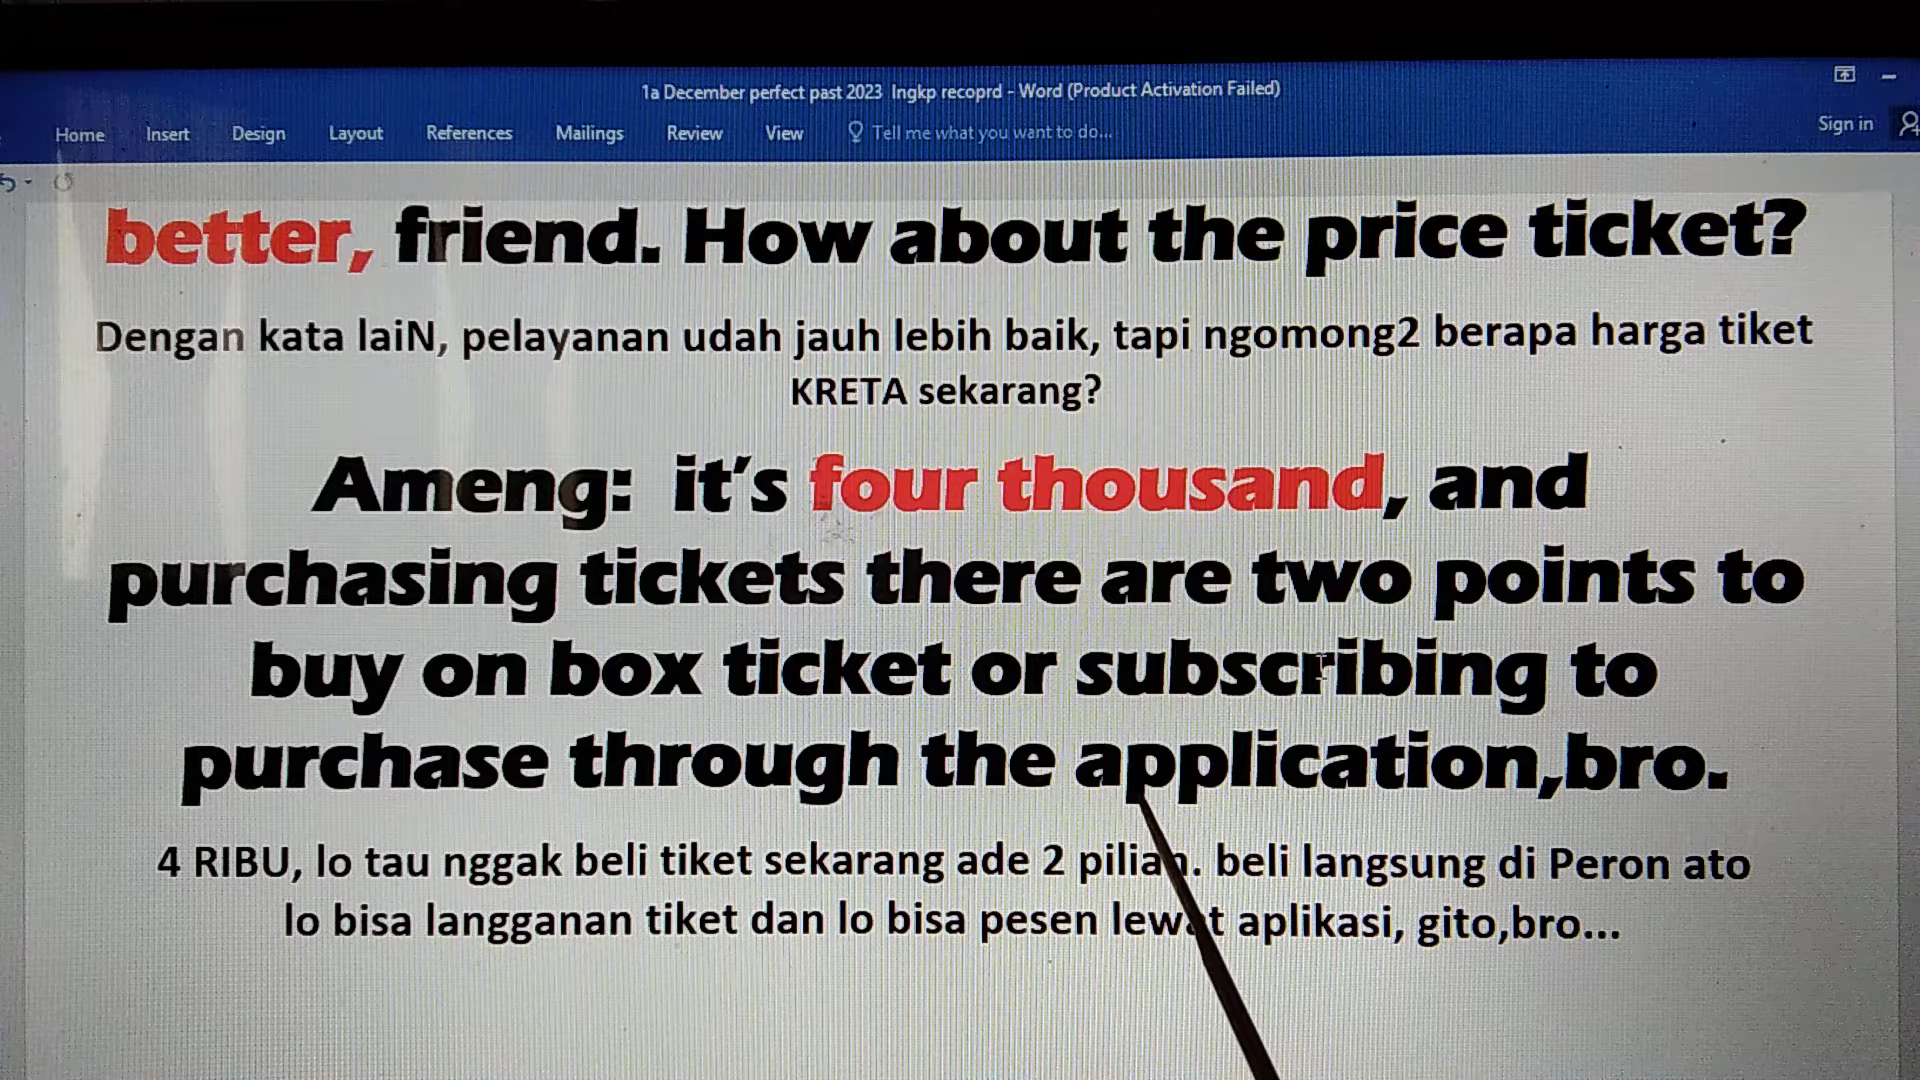 1a December perfect past 2023 Ingkp recoprd - Word (Product Activation Failed)
Home Insert Design Layout References Mailings Review View Tell me what you want to do... Sign in
better, friend. How about the price ticket?
Dengan kata laiN, pelayanan udah jauh lebih baik, tapi ngomong2 berapa harga tiket
KRETA sekarang?
Ameng: it's four thousand, and
purchasing tickets there are two points to
buy on box ticket or subscribing to
purchase through the application,bro.
4 RIBU, lo tau nggak beli tiket sekarang ade 2 pilian. beli langsung di Peron ato
lo bisa langganan tiket dan lo bisa pesen lewat aplikasi, gito,bro...